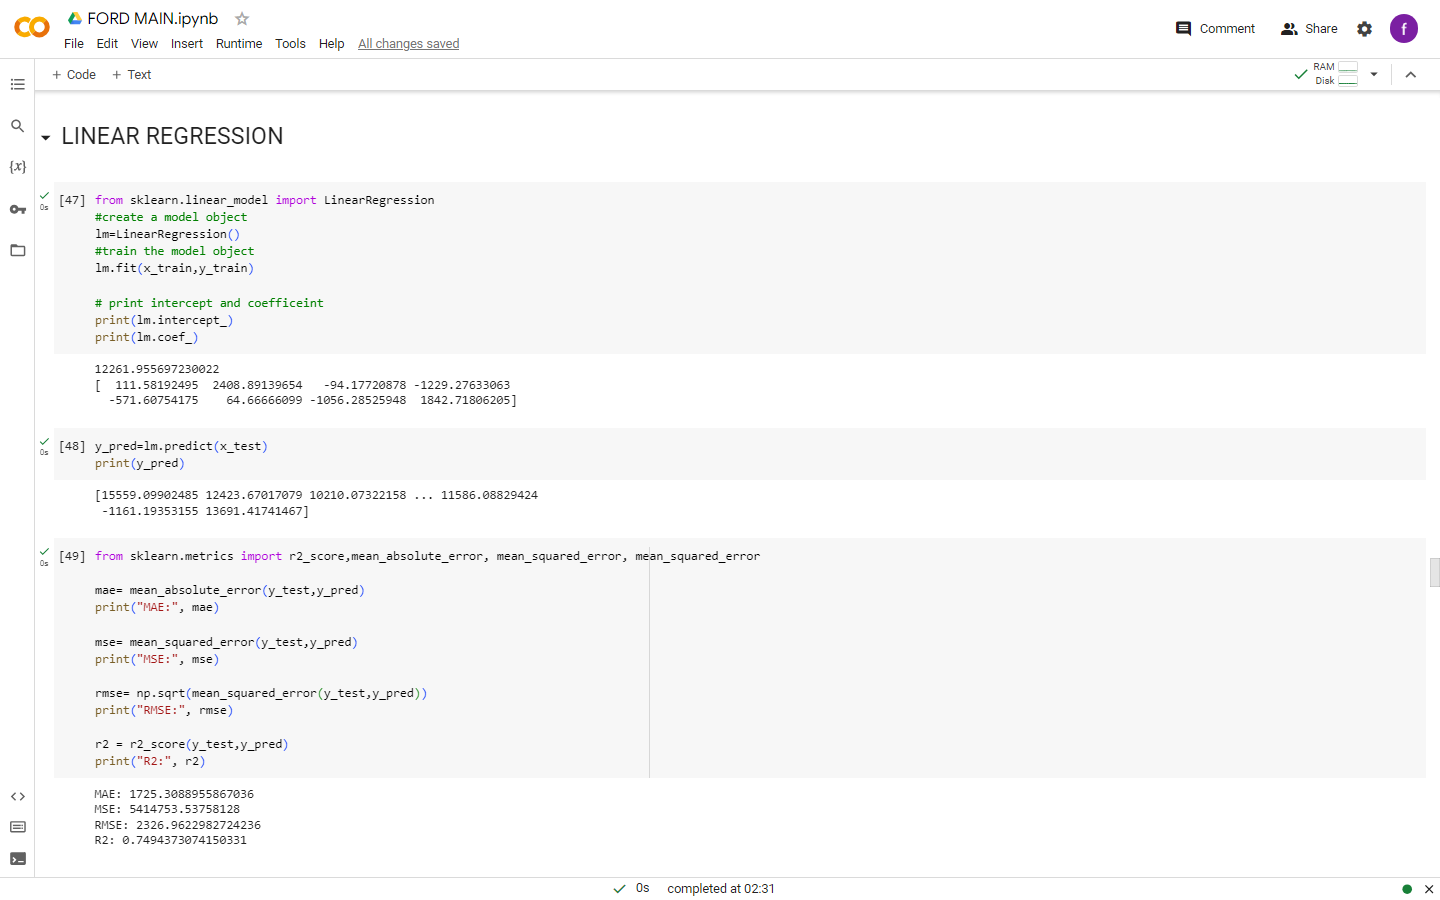 FORD MAIN.ipynb
File Edit View Insert Runtime Tools Help All changes saved
Comment Share f
+ Code + Text
RAM
Disk
LINEAR REGRESSION
{x}
0s
[47] from sklearn.linear_model import LinearRegression
#create a model object
lm=LinearRegression()
#train the model object
lm.fit(x_train,y_train)
# print intercept and coefficeint
print(lm.intercept_)
print(lm.coef_)
12261.955697230022
[ 111.58192495 2408.89139654 -94.17720878 -1229.27633063
-571.60754175 64.66666099 -1056.28525948 1842.71806205]
0s
[48] y_pred=lm.predict(x_test)
print(y_pred)
[15559.09902485 12423.67017079 10210.07322158 ... 11586.08829424
-1161.19353155 13691.41741467]
0s
[49] from sklearn.metrics import r2_score,mean_absolute_error, mean_squared_error, mean_squared_error
mae= mean_absolute_error(y_test,y_pred)
print("MAE:", mae)
mse= mean_squared_error(y_test,y_pred)
print("MSE:", mse)
rmse= np.sqrt(mean_squared_error(y_test,y_pred))
print("RMSE:", rmse)
r2 = r2_score(y_test,y_pred)
print("R2:", r2)
MAE: 1725.3088955867036
MSE: 5414753.53758128
RMSE: 2326.9622982724236
R2: 0.7494373074150331
0s completed at 02:31